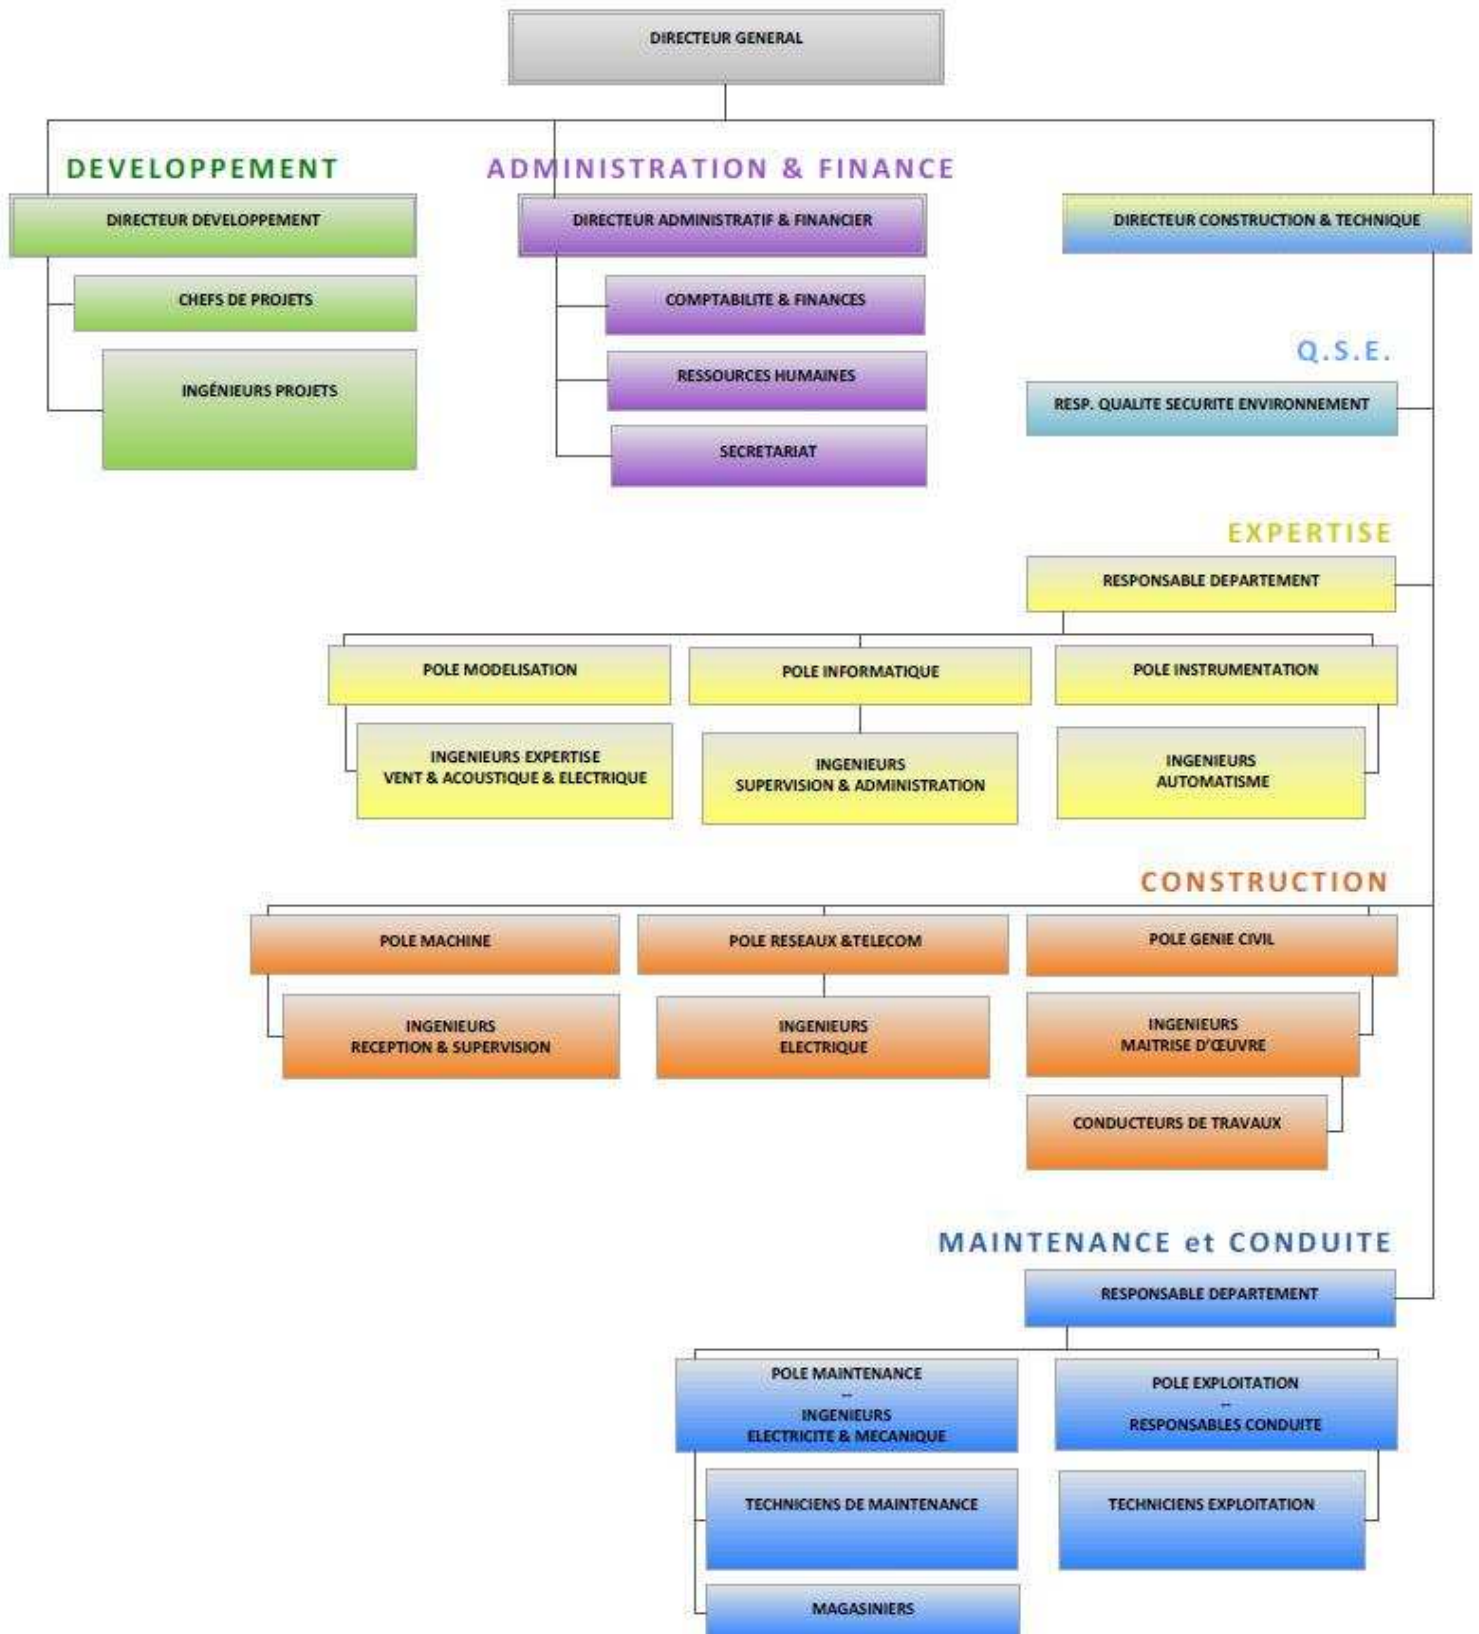 DIRECTEUR GENERAL
DEVELOPPEMENT
ADMINISTRATION & FINANCE
DIRECTEUR DEVELOPPEMENT
DIRECTEUR ADMINISTRATIF & FINANCIER
DIRECTEUR CONSTRUCTION & TECHNIQUE
CHEFS DE PROJETS
COMPTABILITE & FINANCES
INGÉNIEURS PROJETS
RESSOURCES HUMAINES
SECRETARIAT
Q.S.E.
RESP. QUALITE SECURITE ENVIRONNEMENT
EXPERTISE
RESPONSABLE DEPARTEMENT
POLE MODELISATION
POLE INFORMATIQUE
POLE INSTRUMENTATION
INGENIEURS EXPERTISE
VENT & ACOUSTIQUE & ELECTRIQUE
INGENIEURS
SUPERVISION & ADMINISTRATION
INGENIEURS
AUTOMATISME
CONSTRUCTION
POLE MACHINE
POLE RESEAUX &TELECOM
POLE GENIE CIVIL
INGENIEURS
RECEPTION & SUPERVISION
INGENIEURS
ELECTRIQUE
INGENIEURS
MAITRISE D'ŒUVRE
CONDUCTEURS DE TRAVAUX
MAINTENANCE et CONDUITE
RESPONSABLE DEPARTEMENT
POLE MAINTENANCE
--
INGENIEURS
ELECTRICITE & MECANIQUE
POLE EXPLOITATION
--
RESPONSABLES CONDUITE
TECHNICIENS DE MAINTENANCE
TECHNICIENS EXPLOITATION
MAGASINIERS